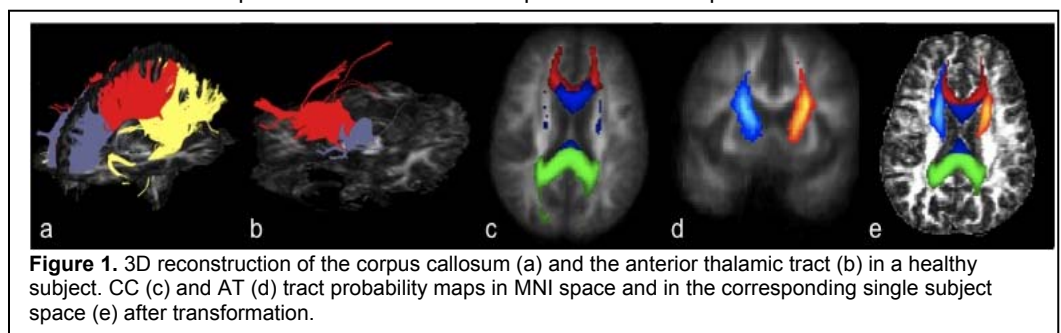 a b c d e
Figure 1. 3D reconstruction of the corpus callosum (a) and the anterior thalamic tract (b) in a healthy
subject. CC (c) and AT (d) tract probability maps in MNI space and in the corresponding single subject
space (e) after transformation.